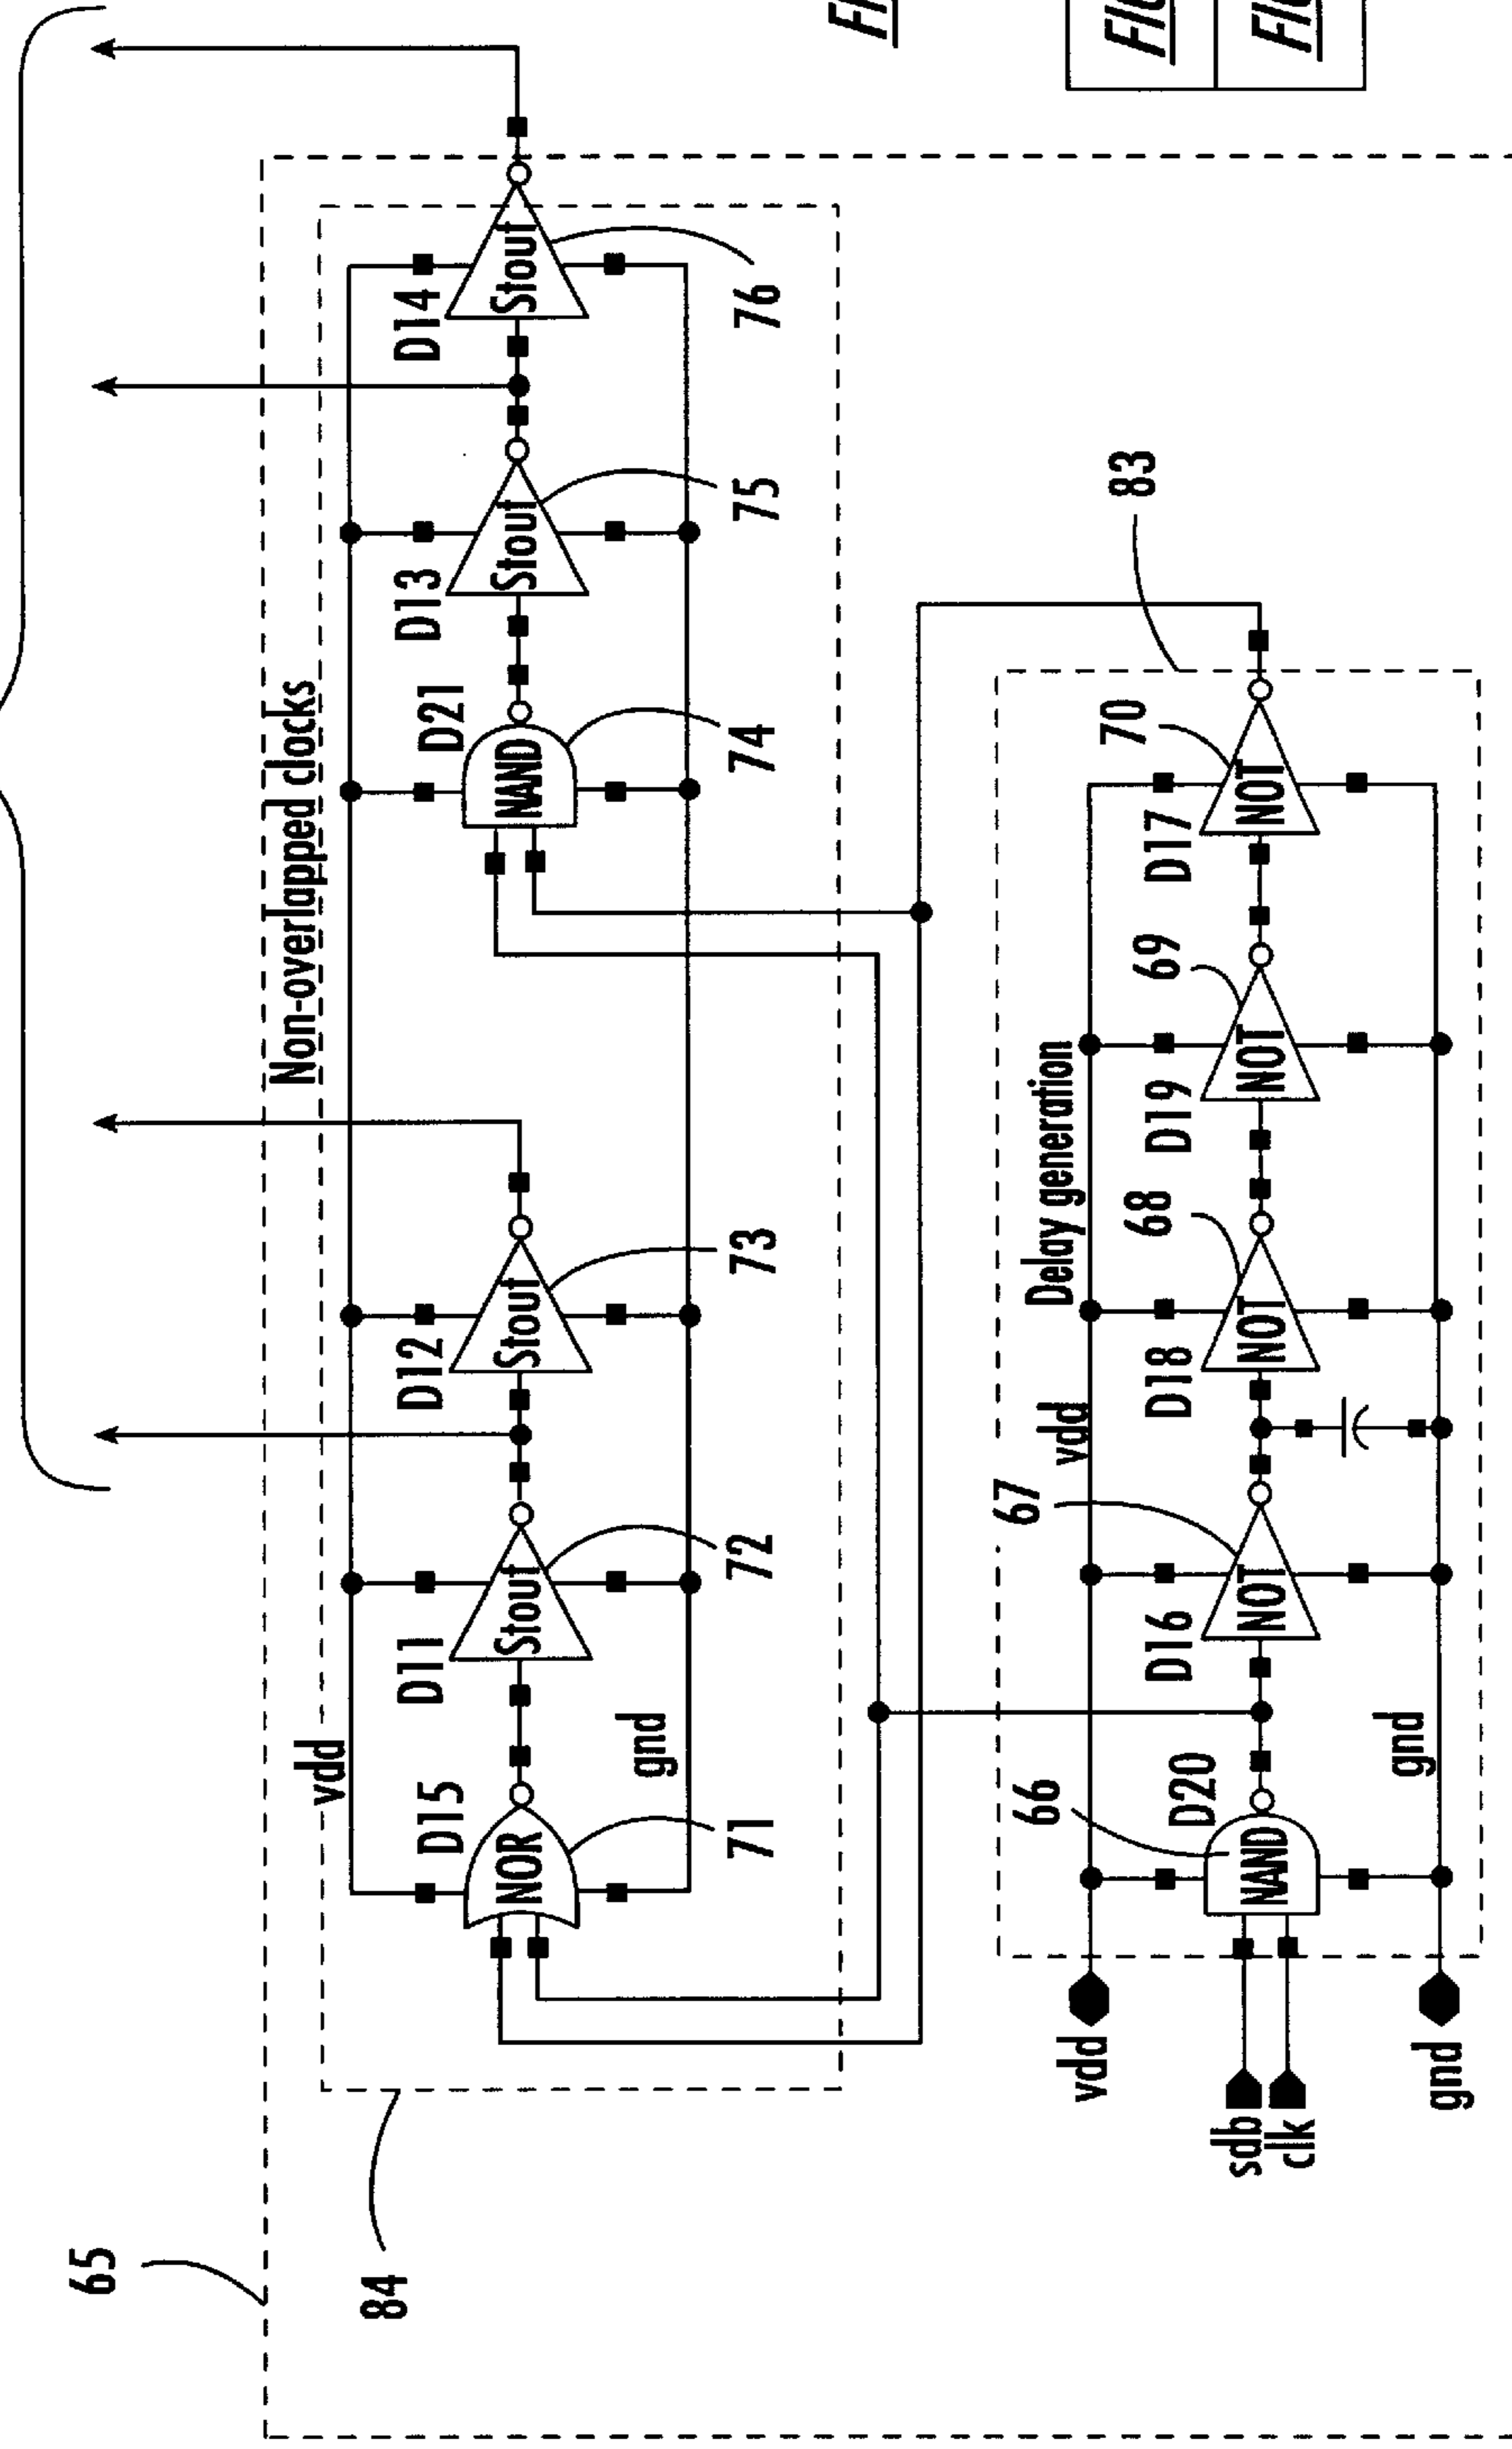 65
84
Non-overlapped clocks
vdd
D15
NOR
71
gnd
D11
Stout
72
D12
Stout
73
D21
NAND
74
D13
Stout
75
D14
Stout
76
83
Delay generation
vdd
vdd
sdb
clk
gnd
66
D20
NAND
gnd
67
D16
NOT
68
D18
NOT
69
D19
NOT
70
D17
NOT